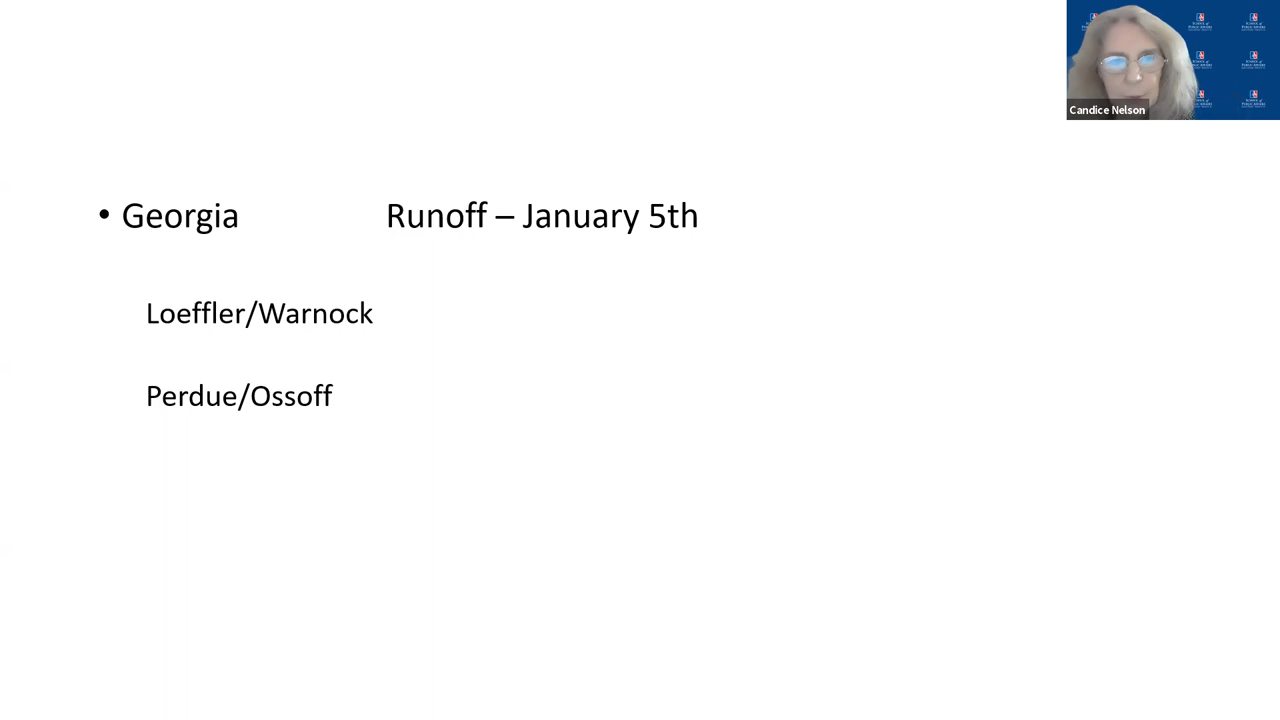 Candice Nelson
• Georgia Runoff – January 5th
Loeffler/Warnock
Perdue/Ossoff